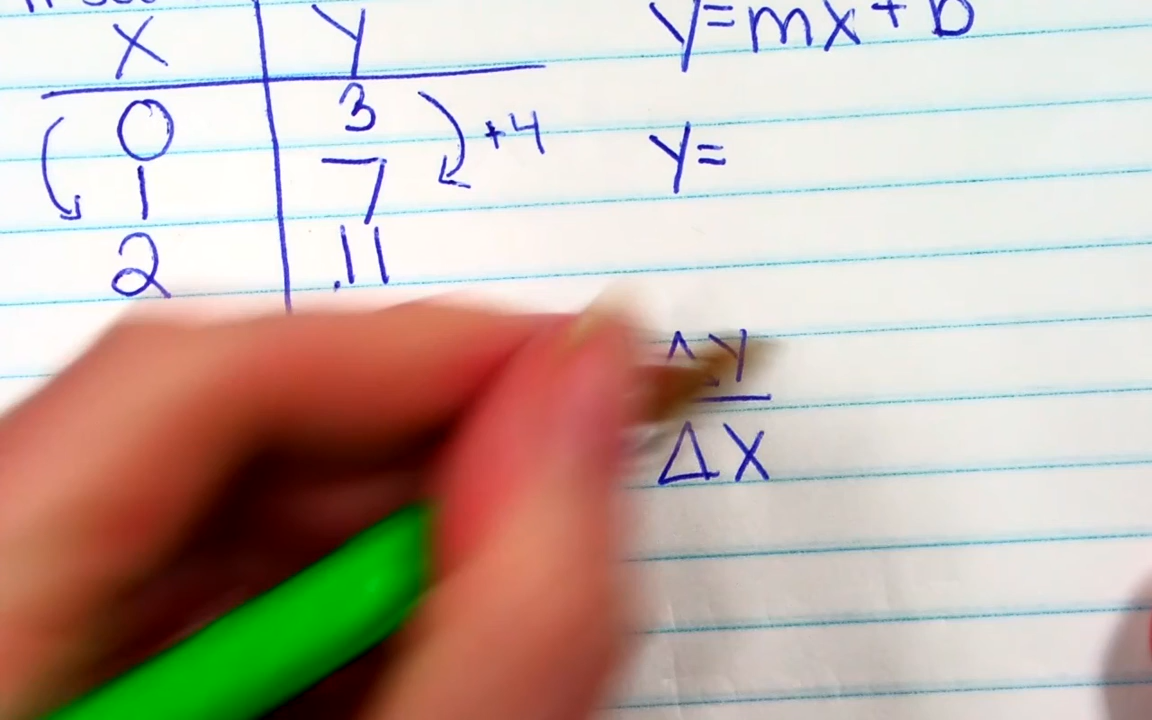 X Y
0 3 +4
1 7
2 .11
y=mx+b
y=
Δy
Δx